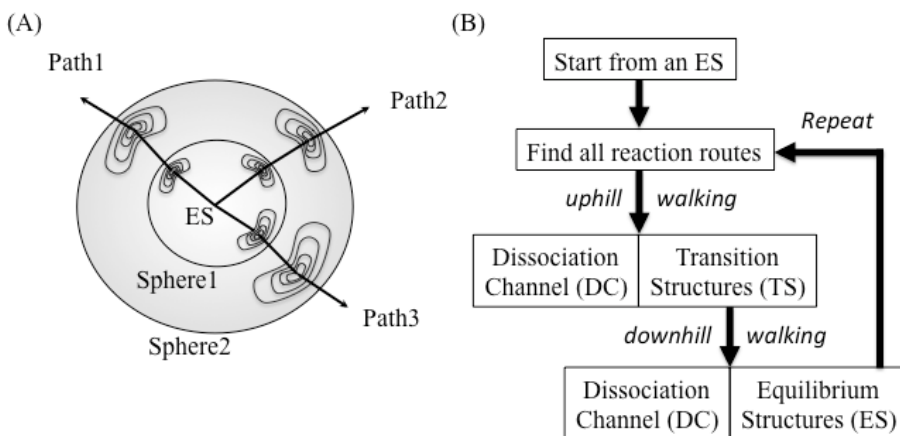 (A)
Path1
Path2
ES
Sphere1
Path3
Sphere2
(B)
Start from an ES
Repeat
Find all reaction routes
uphill walking
Dissociation
Channel (DC)
Transition
Structures (TS)
downhill walking
Dissociation
Channel (DC)
Equilibrium
Structures (ES)